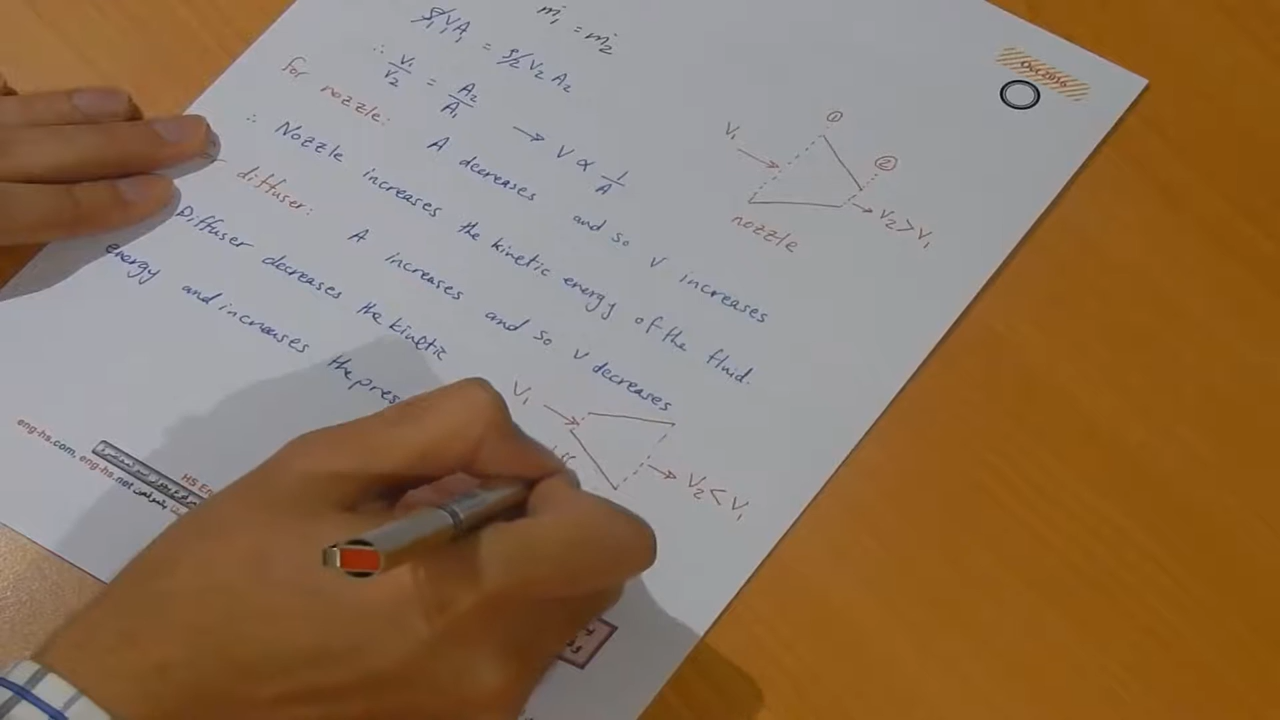 ṁ₁ = ṁ₂
ρ₁V₁A₁ = ρ₂V₂A₂
∴ V₁/V₂ = A₂/A₁ → V ∝ 1/A
for nozzle: A decreases and so V increases
∴ Nozzle increases the kinetic energy of the fluid.
diffuser: A increases and so V decreases
Diffuser decreases the kinetic
energy and increases the pres
①
②
V₁
V₂ > V₁
nozzle
V₁
V₂ < V₁
eng-hs.com, eng-hs.net
HS En